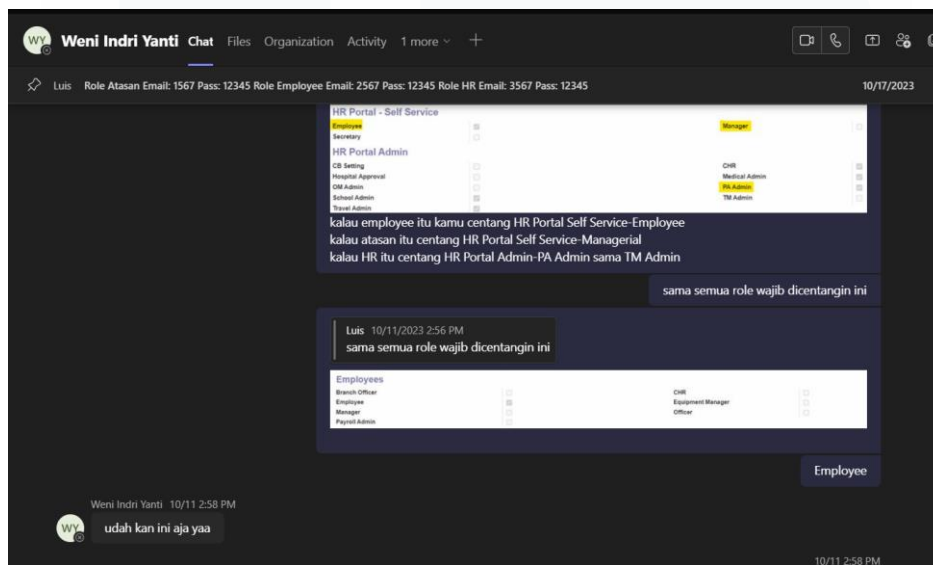 WY
Weni Indri Yanti Chat Files Organization Activity 1 more
Luis Role Atasan Email: 1567 Pass: 12345 Role Employee Email: 2567 Pass: 12345 Role HR Email: 3567 Pass: 12345 10/17/2023
HR Portal - Self Service
Employee Manager
Secretary
HR Portal Admin
CB Setting CHR
Hospital Approval Medical Admin
OM Admin PA Admin
School Admin TM Admin
Travel Admin
kalau employee itu kamu centang HR Portal Self Service-Employee
kalau atasan itu centang HR Portal Self Service-Managerial
kalau HR itu centang HR Portal Admin-PA Admin sama TM Admin
sama semua role wajib dicentangin ini
Luis 10/11/2023 2:56 PM
sama semua role wajib dicentangin ini
Employees
Branch Officer CHR
Employee Equipment Manager
Manager Officer
Payroll Admin
Employee
Weni Indri Yanti 10/11 2:58 PM
WY
udah kan ini aja yaa
10/11 2:58 PM